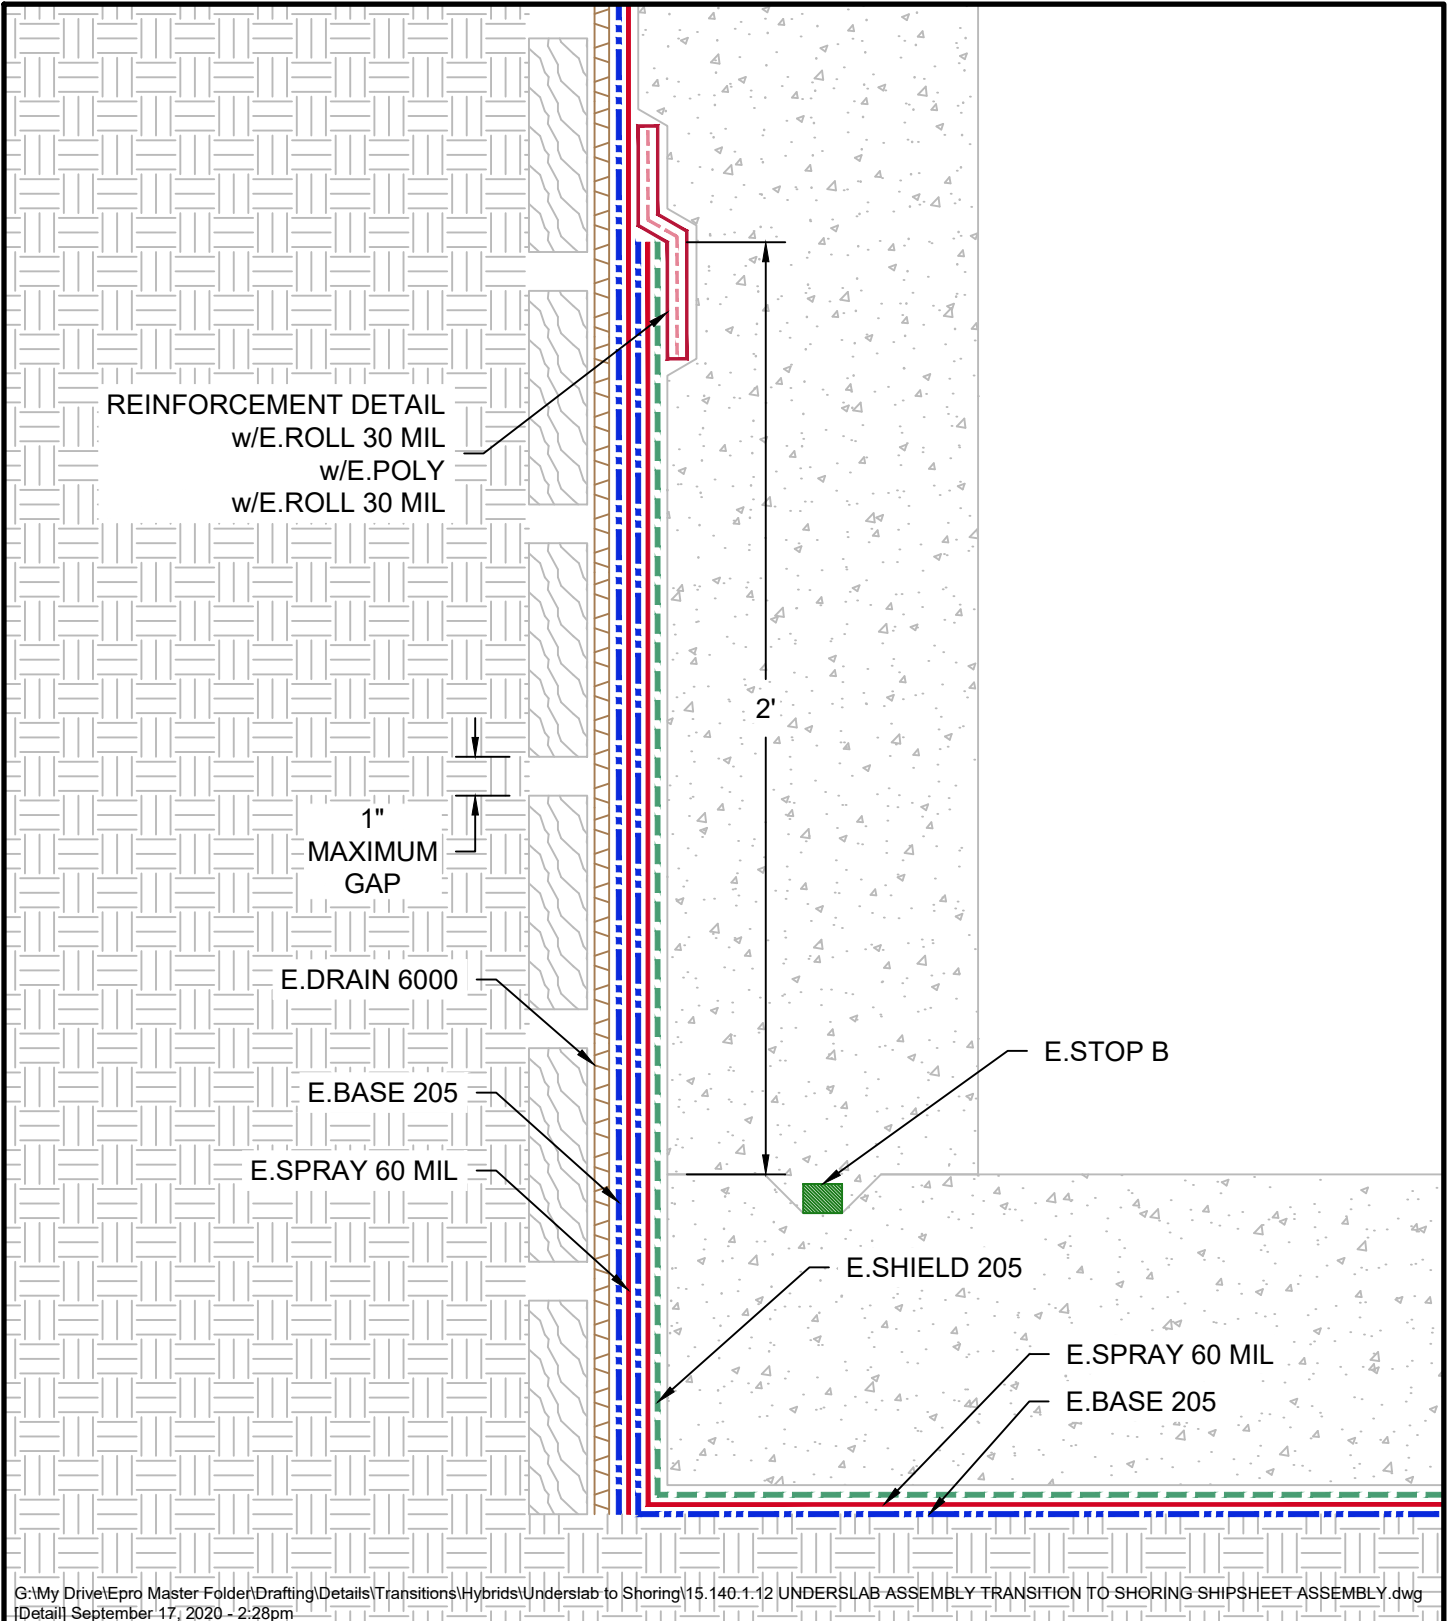 REINFORCEMENT DETAIL
w/E.ROLL 30 MIL
w/E.POLY
w/E.ROLL 30 MIL
2'
1"
MAXIMUM
GAP
E.DRAIN 6000
E.STOP B
E.BASE 205
E.SPRAY 60 MIL
E.SHIELD 205
E.SPRAY 60 MIL
E.BASE 205
G:\My Drive\Epro Master Folder\Drafting\Details\Transitions\Hybrids\Underslab to Shoring\15.140.1.12 UNDERSLAB ASSEMBLY TRANSITION TO SHORING SHIPSHEET ASSEMBLY.dwg
[Detail] September 17, 2020 - 2:28pm